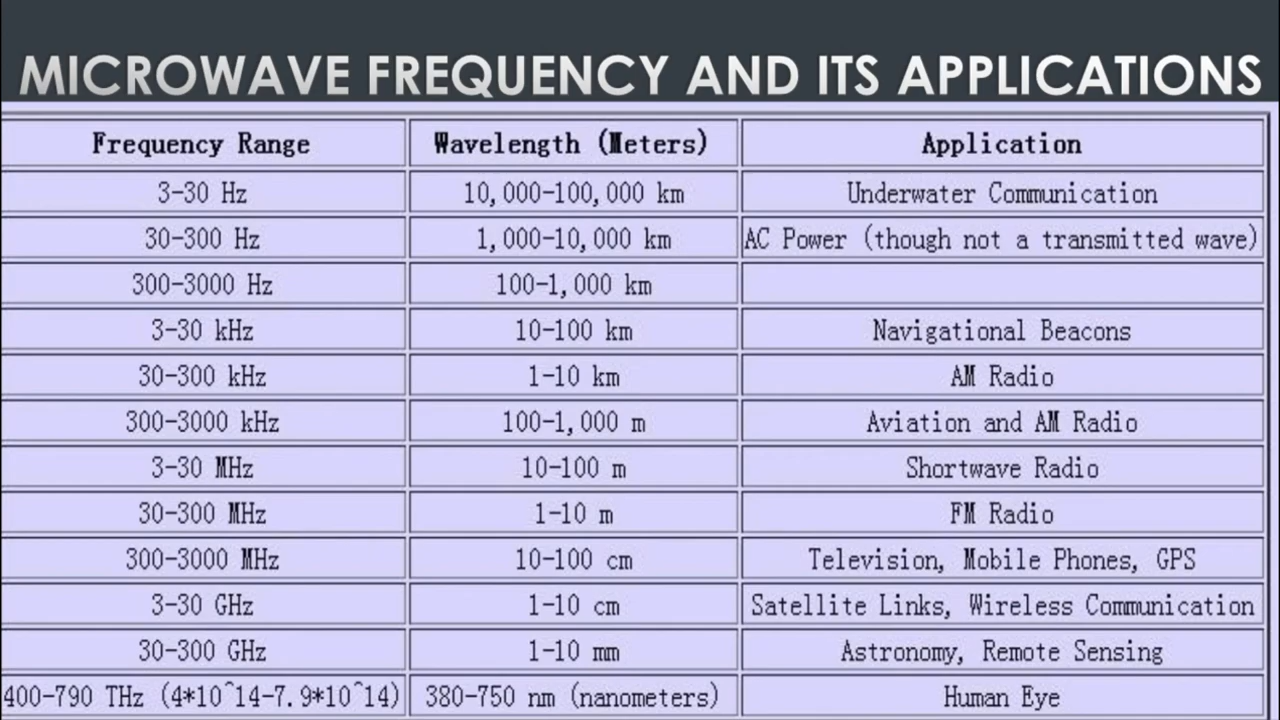 MICROWAVE FREQUENCY AND ITS APPLICATIONS
Frequency Range Wavelength (Meters) Application
3-30 Hz 10,000-100,000 km Underwater Communication
30-300 Hz 1,000-10,000 km AC Power (though not a transmitted wave)
300-3000 Hz 100-1,000 km
3-30 kHz 10-100 km Navigational Beacons
30-300 kHz 1-10 km AM Radio
300-3000 kHz 100-1,000 m Aviation and AM Radio
3-30 MHz 10-100 m Shortwave Radio
30-300 MHz 1-10 m FM Radio
300-3000 MHz 10-100 cm Television, Mobile Phones, GPS
3-30 GHz 1-10 cm Satellite Links, Wireless Communication
30-300 GHz 1-10 mm Astronomy, Remote Sensing
400-790 THz (4*10^14-7.9*10^14) 380-750 nm (nanometers) Human Eye